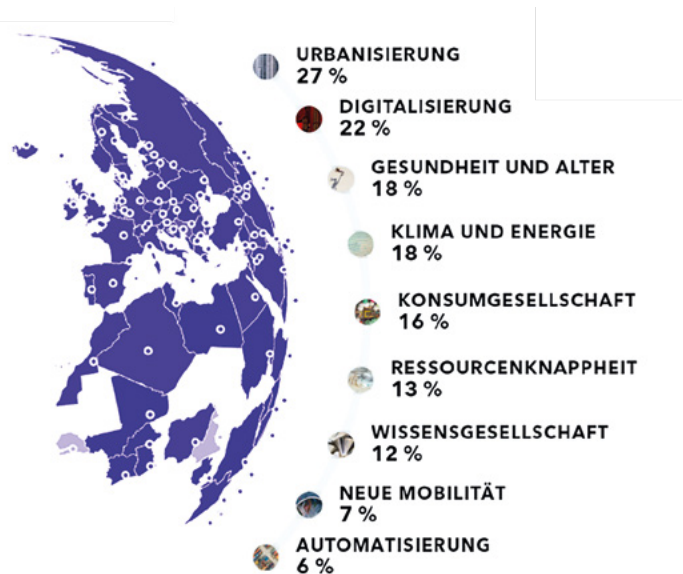 URBANISIERUNG
27 %
DIGITALISIERUNG
22 %
GESUNDHEIT UND ALTER
18 %
KLIMA UND ENERGIE
18 %
KONSUMGESELLSCHAFT
16 %
RESSOURCENKNAPPHEIT
13 %
WISSENSGESELLSCHAFT
12 %
NEUE MOBILITÄT
7 %
AUTOMATISIERUNG
6 %